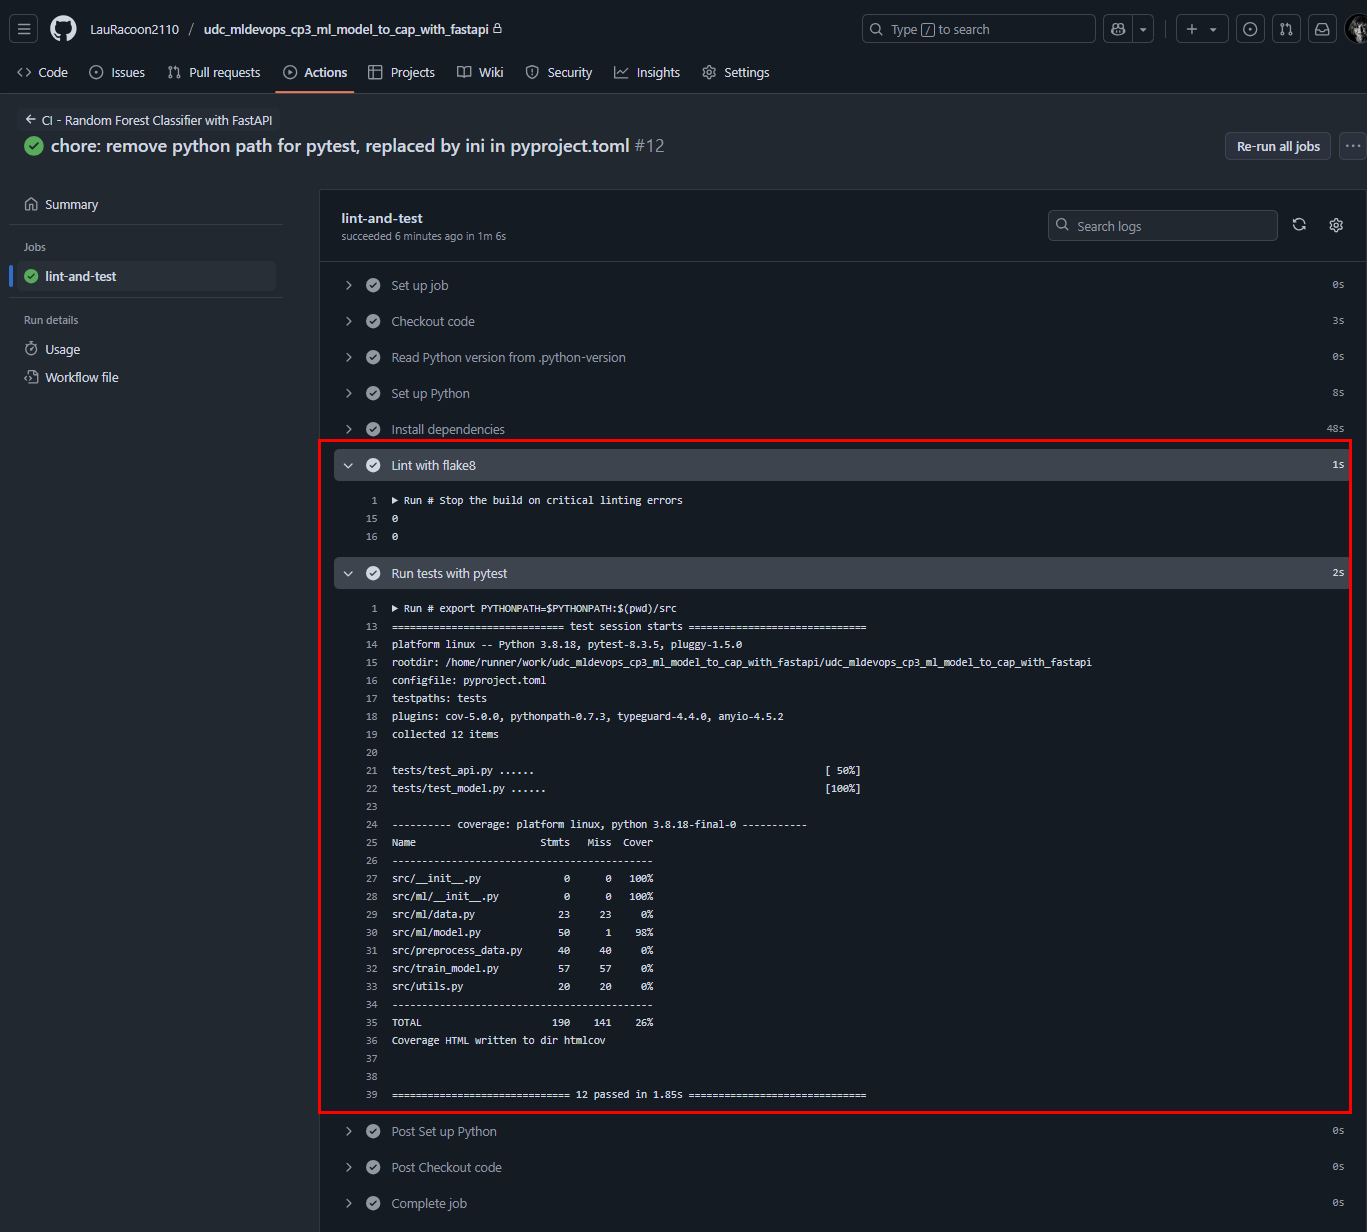 LauRacoon2110 / udc_mldevops_cp3_ml_model_to_cap_with_fastapi
Type / to search
Code
Issues
Pull requests
Actions
Projects
Wiki
Security
Insights
Settings
CI - Random Forest Classifier with FastAPI
chore: remove python path for pytest, replaced by ini in pyproject.toml #12
Re-run all jobs
Summary
Jobs
lint-and-test
Run details
Usage
Workflow file
lint-and-test
succeeded 6 minutes ago in 1m 6s
Search logs
Set up job 0s
Checkout code 3s
Read Python version from .python-version 0s
Set up Python 8s
Install dependencies 48s
Lint with flake8 1s
1 ▶ Run # Stop the build on critical linting errors
15 0
16 0
Run tests with pytest 2s
1 ▶ Run # export PYTHONPATH=$PYTHONPATH:$(pwd)/src
13 ============================= test session starts ==============================
14 platform linux -- Python 3.8.18, pytest-8.3.5, pluggy-1.5.0
15 rootdir: /home/runner/work/udc_mldevops_cp3_ml_model_to_cap_with_fastapi/udc_mldevops_cp3_ml_model_to_cap_with_fastapi
16 configfile: pyproject.toml
17 testpaths: tests
18 plugins: cov-5.0.0, pythonpath-0.7.3, typeguard-4.4.0, anyio-4.5.2
19 collected 12 items
20
21 tests/test_api.py ...... [ 50%]
22 tests/test_model.py ...... [100%]
23
24 ---------- coverage: platform linux, python 3.8.18-final-0 -----------
25 Name Stmts Miss Cover
26 --------------------------------------------
27 src/__init__.py 0 0 100%
28 src/ml/__init__.py 0 0 100%
29 src/ml/data.py 23 23 0%
30 src/ml/model.py 50 1 98%
31 src/preprocess_data.py 40 40 0%
32 src/train_model.py 57 57 0%
33 src/utils.py 20 20 0%
34 --------------------------------------------
35 TOTAL 190 141 26%
36 Coverage HTML written to dir htmlcov
37
38
39 ============================== 12 passed in 1.85s ==============================
Post Set up Python 0s
Post Checkout code 0s
Complete job 0s